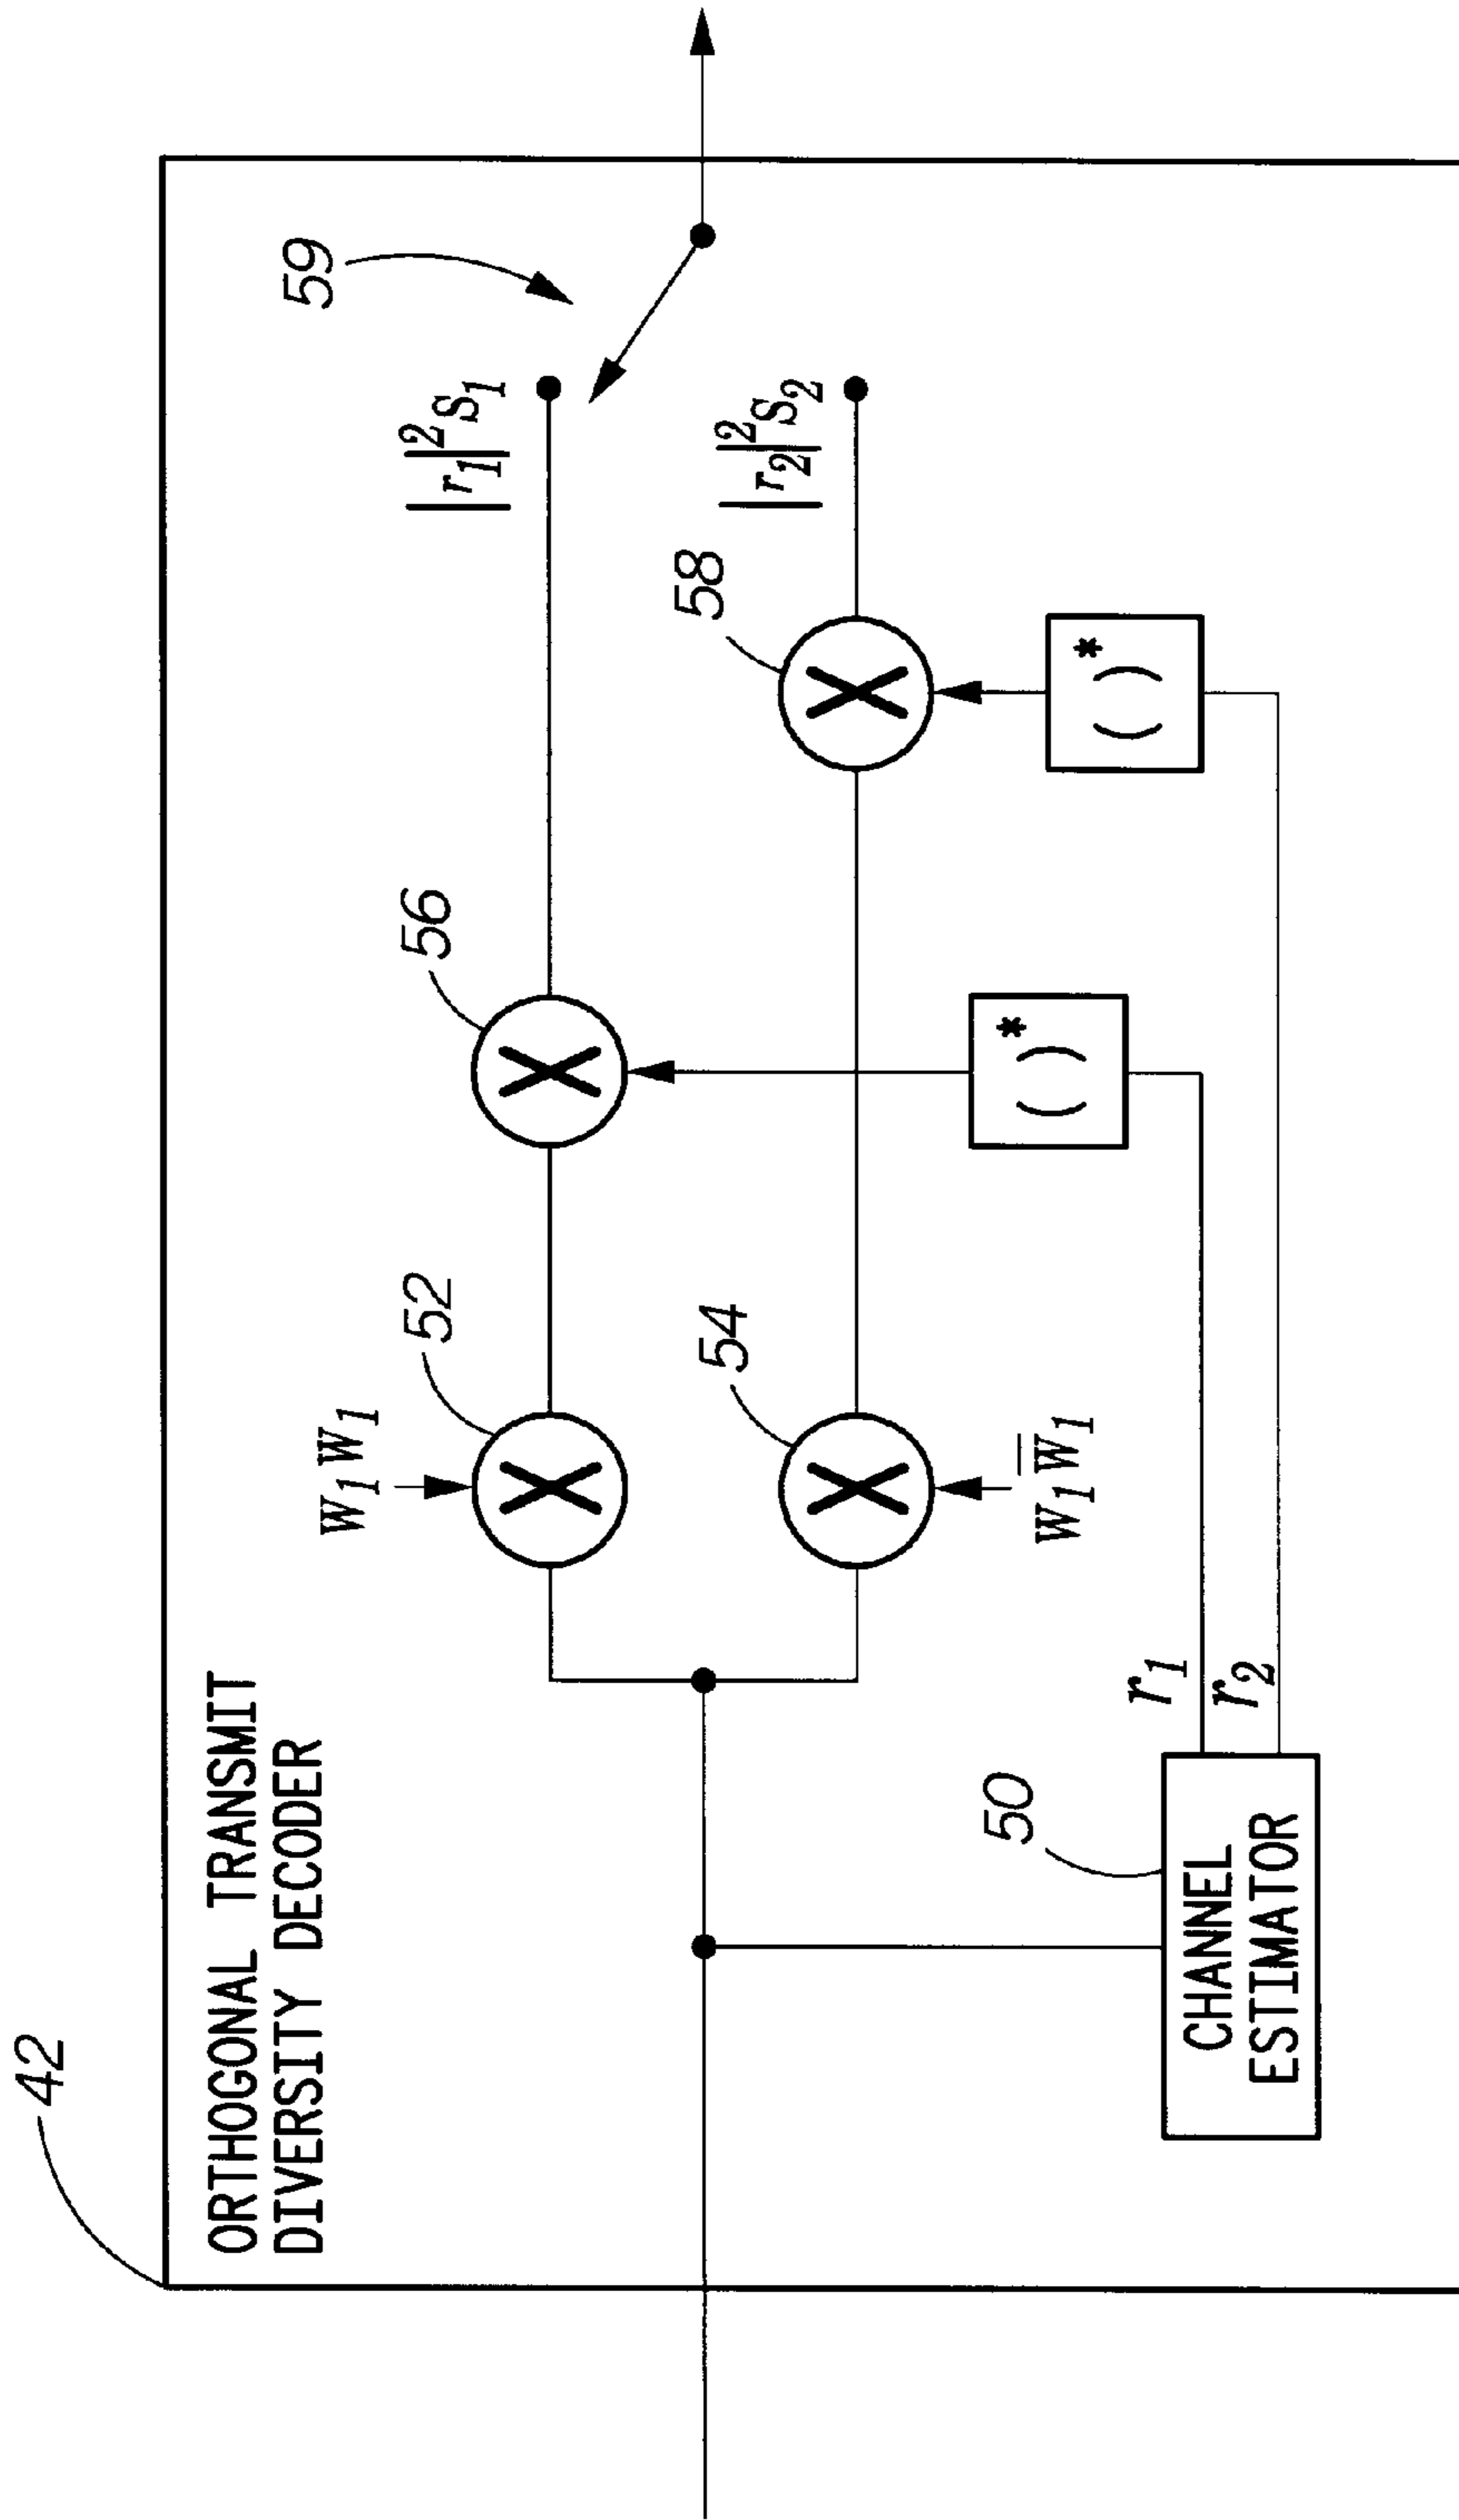 42
ORTHOGONAL TRANSMIT
DIVERSITY DECODER
W₁W₁
52
56
|r₁|²S₁
59
X
X
54
58
|r₂|²S₂
X
X
W₁W̅₁
( )*
( )*
50
r₁
r₂
CHANNEL
ESTIMATOR